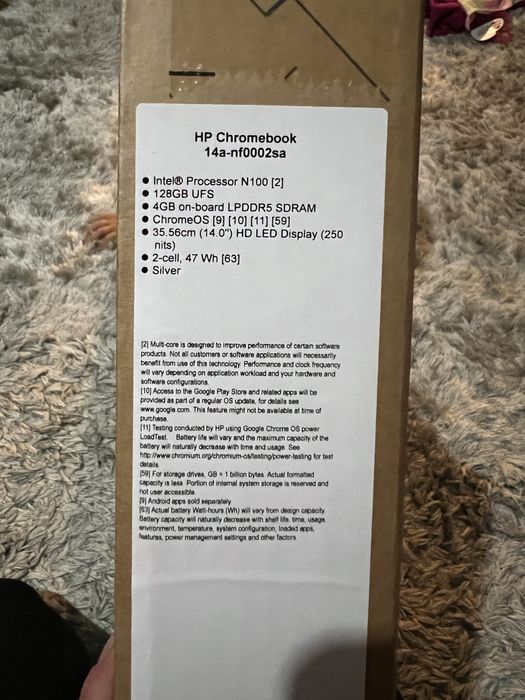 HP Chromebook
14a-nf0002sa
● Intel® Processor N100 [2]
● 128GB UFS
● 4GB on-board LPDDR5 SDRAM
● ChromeOS [9] [10] [11] [59]
● 35.56cm (14.0") HD LED Display (250
nits)
● 2-cell, 47 Wh [63]
● Silver
[2] Multi-core is designed to improve performance of certain software
products. Not all customers or software applications will necessarily
benefit from use of this technology. Performance and clock frequency
will vary depending on application workload and your hardware and
software configurations.
[10] Access to the Google Play Store and related apps will be
provided as part of a regular OS update, for details see
www.google.com. This feature might not be available at time of
purchase.
[11] Testing conducted by HP using Google Chrome OS power
LoadTest. Battery life will vary and the maximum capacity of the
battery will naturally decrease with time and usage. See
http://www.chromium.org/chromium-os/testing/power-testing for test
details.
[59] For storage drives, GB = 1 billion bytes. Actual formatted
capacity is less. Portion of internal system storage is reserved and
not user accessible.
[9] Android apps sold separately.
[63] Actual battery Watt-hours (Wh) will vary from design capacity.
Battery capacity will naturally decrease with shelf life, time, usage,
environment, temperature, system configuration, loaded apps,
features, power management settings and other factors.